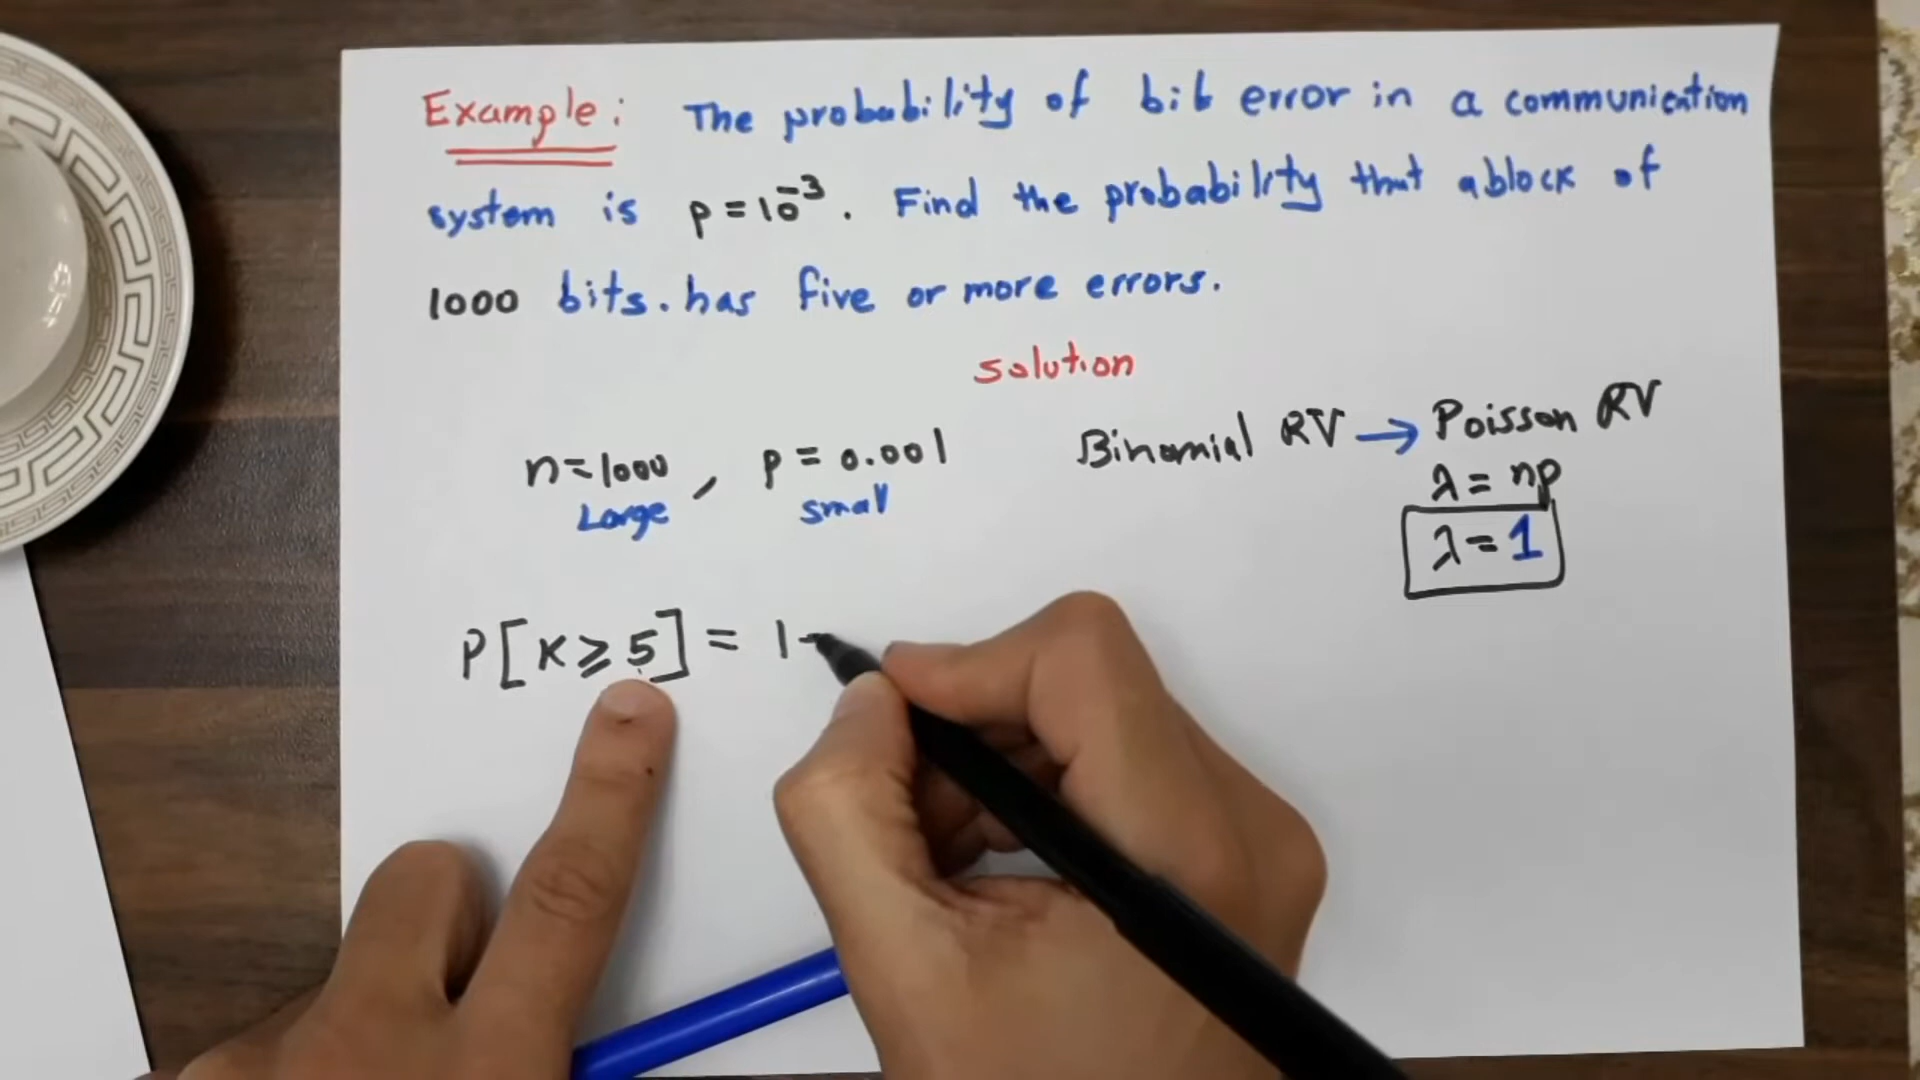 Example: The probability of bit error in a communication
system is p = 10⁻³. Find the probability that a block of
1000 bits. has five or more errors.
solution
n=1000 , p = 0.001 Binomial RV → Poisson RV
Large small λ = np
λ = 1
P[K ≥ 5] = 1-